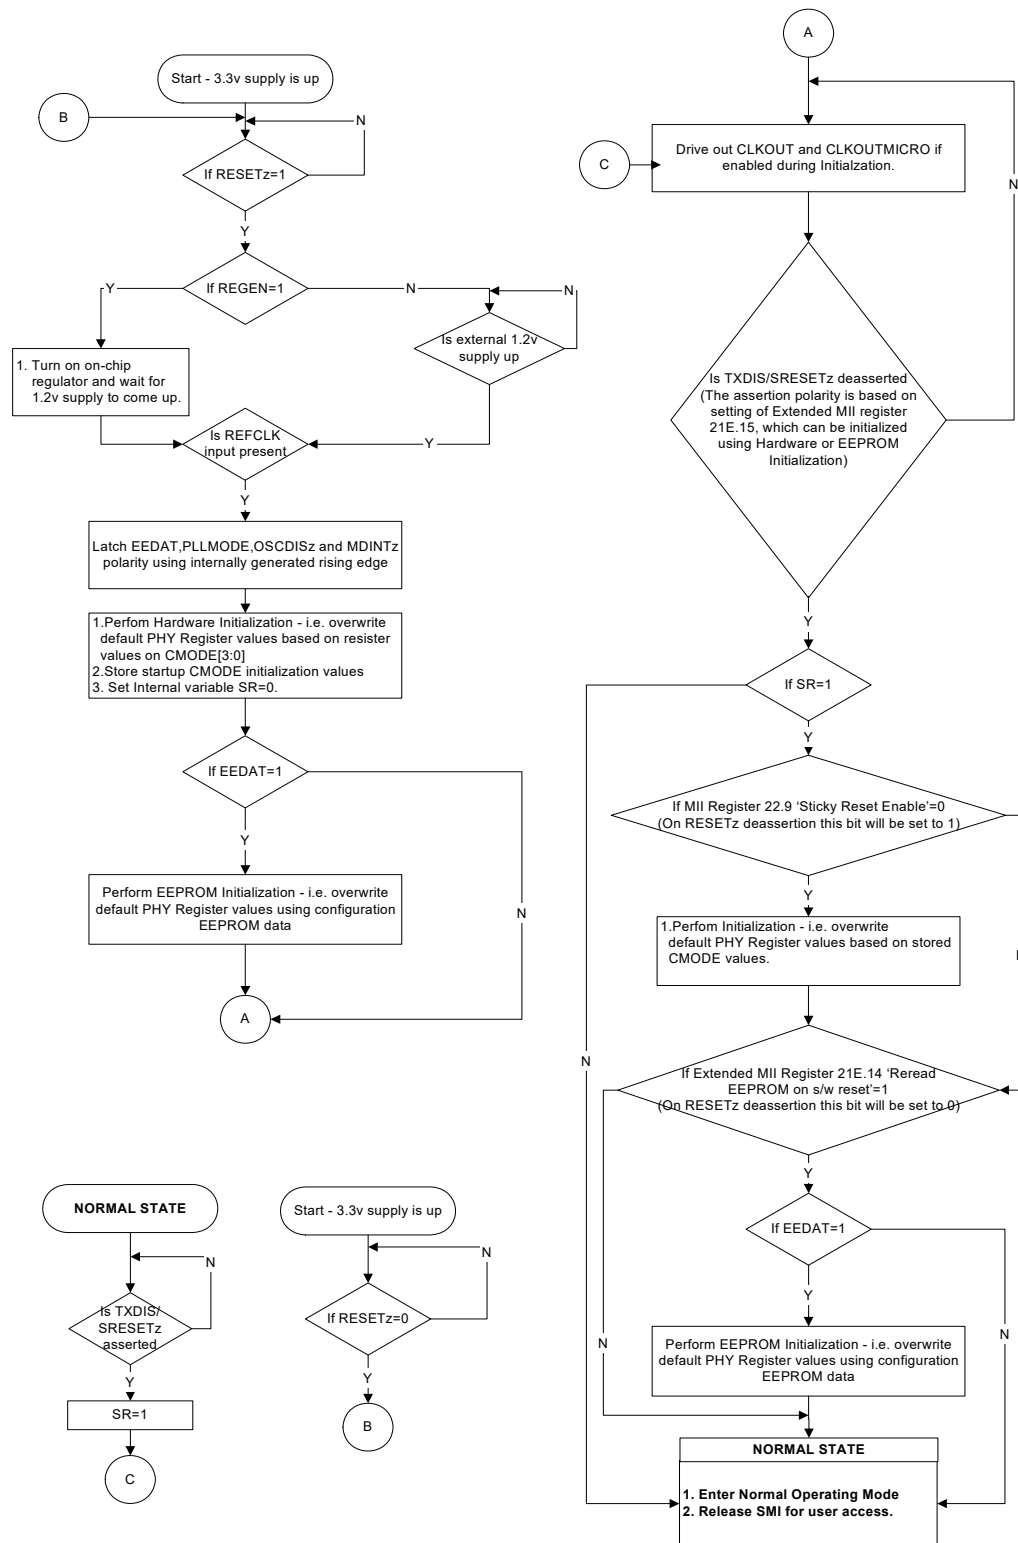 Start - 3.3v supply is up
B
N
If RESETz=1
Y
If REGEN=1
Y
N
N
1. Turn on on-chip
regulator and wait for
1.2v supply to come up.
Is external 1.2v
supply up
Is REFCLK
input present
Y
Y
Latch EEDAT,PLLMODE,OSCDISz and MDINTz
polarity using internally generated rising edge
1.Perfom Hardware Initialization - i.e. overwrite
default PHY Register values based on resister
values on CMODE[3:0]
2.Store startup CMODE initialization values
3. Set Internal variable SR=0.
If EEDAT=1
Y
N
Perform EEPROM Initialization - i.e. overwrite
default PHY Register values using configuration
EEPROM data
A
NORMAL STATE
N
Is TXDIS/
SRESETz
asserted
Y
SR=1
C
Start - 3.3v supply is up
N
If RESETz=0
Y
B
A
C
Drive out CLKOUT and CLKOUTMICRO if
enabled during Initialzation.
N
Is TXDIS/SRESETz deasserted
(The assertion polarity is based on
setting of Extended MII register
21E.15, which can be initialized
using Hardware or EEPROM
Initialization)
Y
If SR=1
Y
N
If MII Register 22.9 ‘Sticky Reset Enable’=0
(On RESETz deassertion this bit will be set to 1)
Y
1.Perfom Initialization - i.e. overwrite
default PHY Register values based on stored
CMODE values.
If Extended MII Register 21E.14 ‘Reread
EEPROM on s/w reset’=1
(On RESETz deassertion this bit will be set to 0)
Y
N
If EEDAT=1
Y
N
Perform EEPROM Initialization - i.e. overwrite
default PHY Register values using configuration
EEPROM data
NORMAL STATE
1. Enter Normal Operating Mode
2. Release SMI for user access.